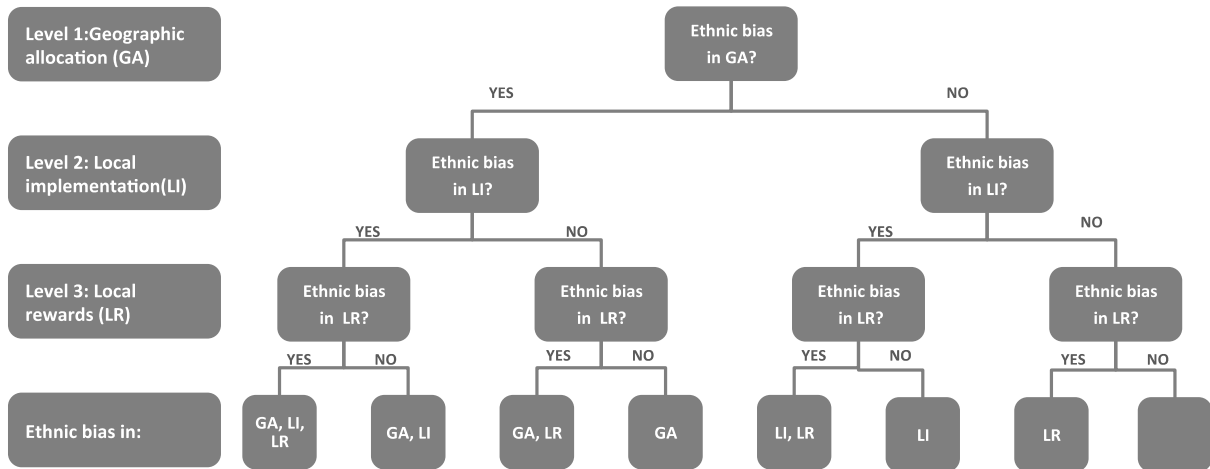 Level 1:Geographic
allocation (GA)
Ethnic bias
in GA?
YES
NO
Level 2: Local
implementation(LI)
Ethnic bias
in LI?
Ethnic bias
in LI?
YES
NO
YES
NO
Level 3: Local
rewards (LR)
Ethnic bias
in LR?
Ethnic bias
in LR?
Ethnic bias
in LR?
Ethnic bias
in LR?
YES
NO
YES
NO
YES
NO
YES
NO
Ethnic bias in:
GA, LI,
LR
GA, LI
GA, LR
GA
LI, LR
LI
LR